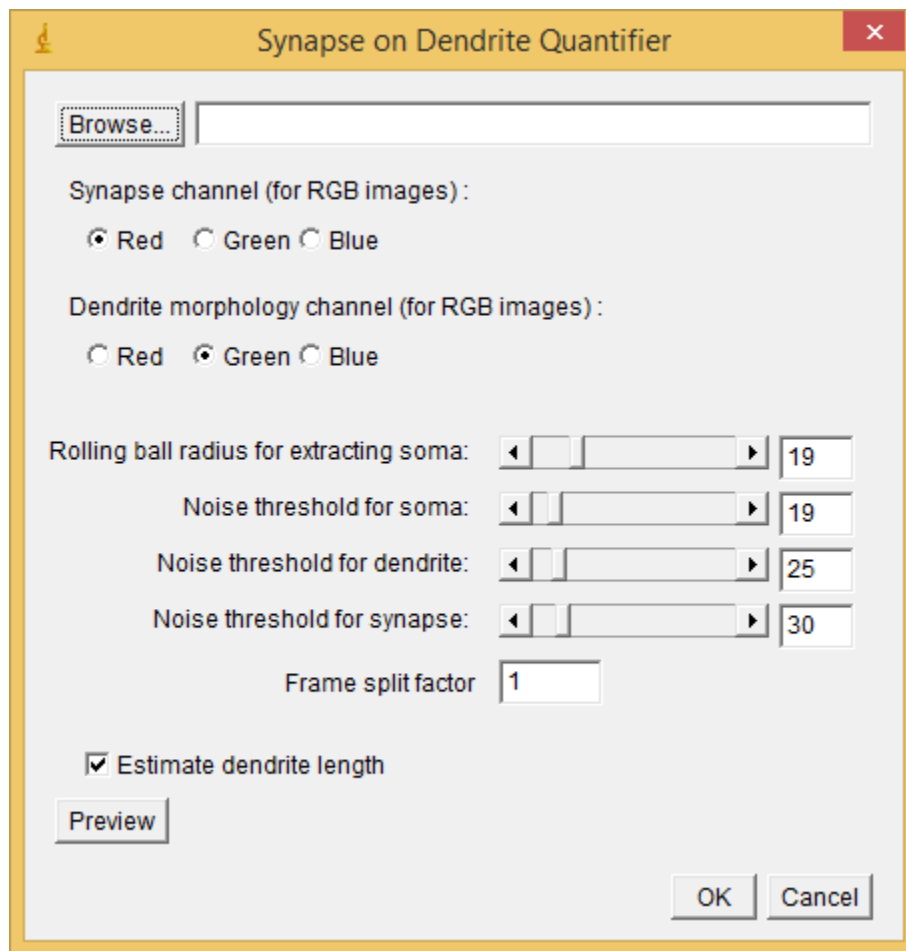 Synapse on Dendrite Quantifier
Browse...
Synapse channel (for RGB images) :
Red Green Blue
Dendrite morphology channel (for RGB images) :
Red Green Blue
Rolling ball radius for extracting soma: 19
Noise threshold for soma: 19
Noise threshold for dendrite: 25
Noise threshold for synapse: 30
Frame split factor 1
Estimate dendrite length
Preview
OK Cancel